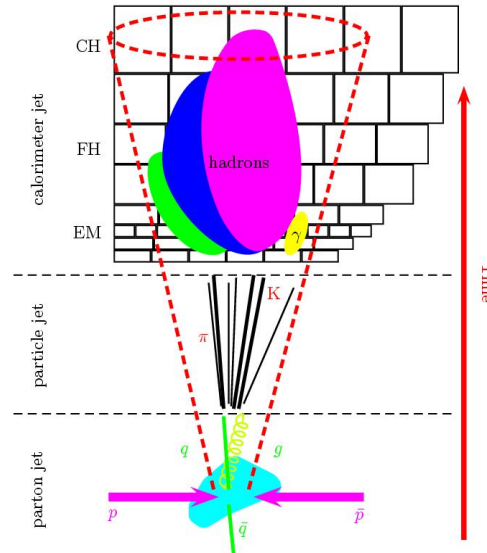 CH
calorimeter jet
FH
hadrons
EM
γ
Time
particle jet
π
K
parton jet
q
g
p
p̄
q̄